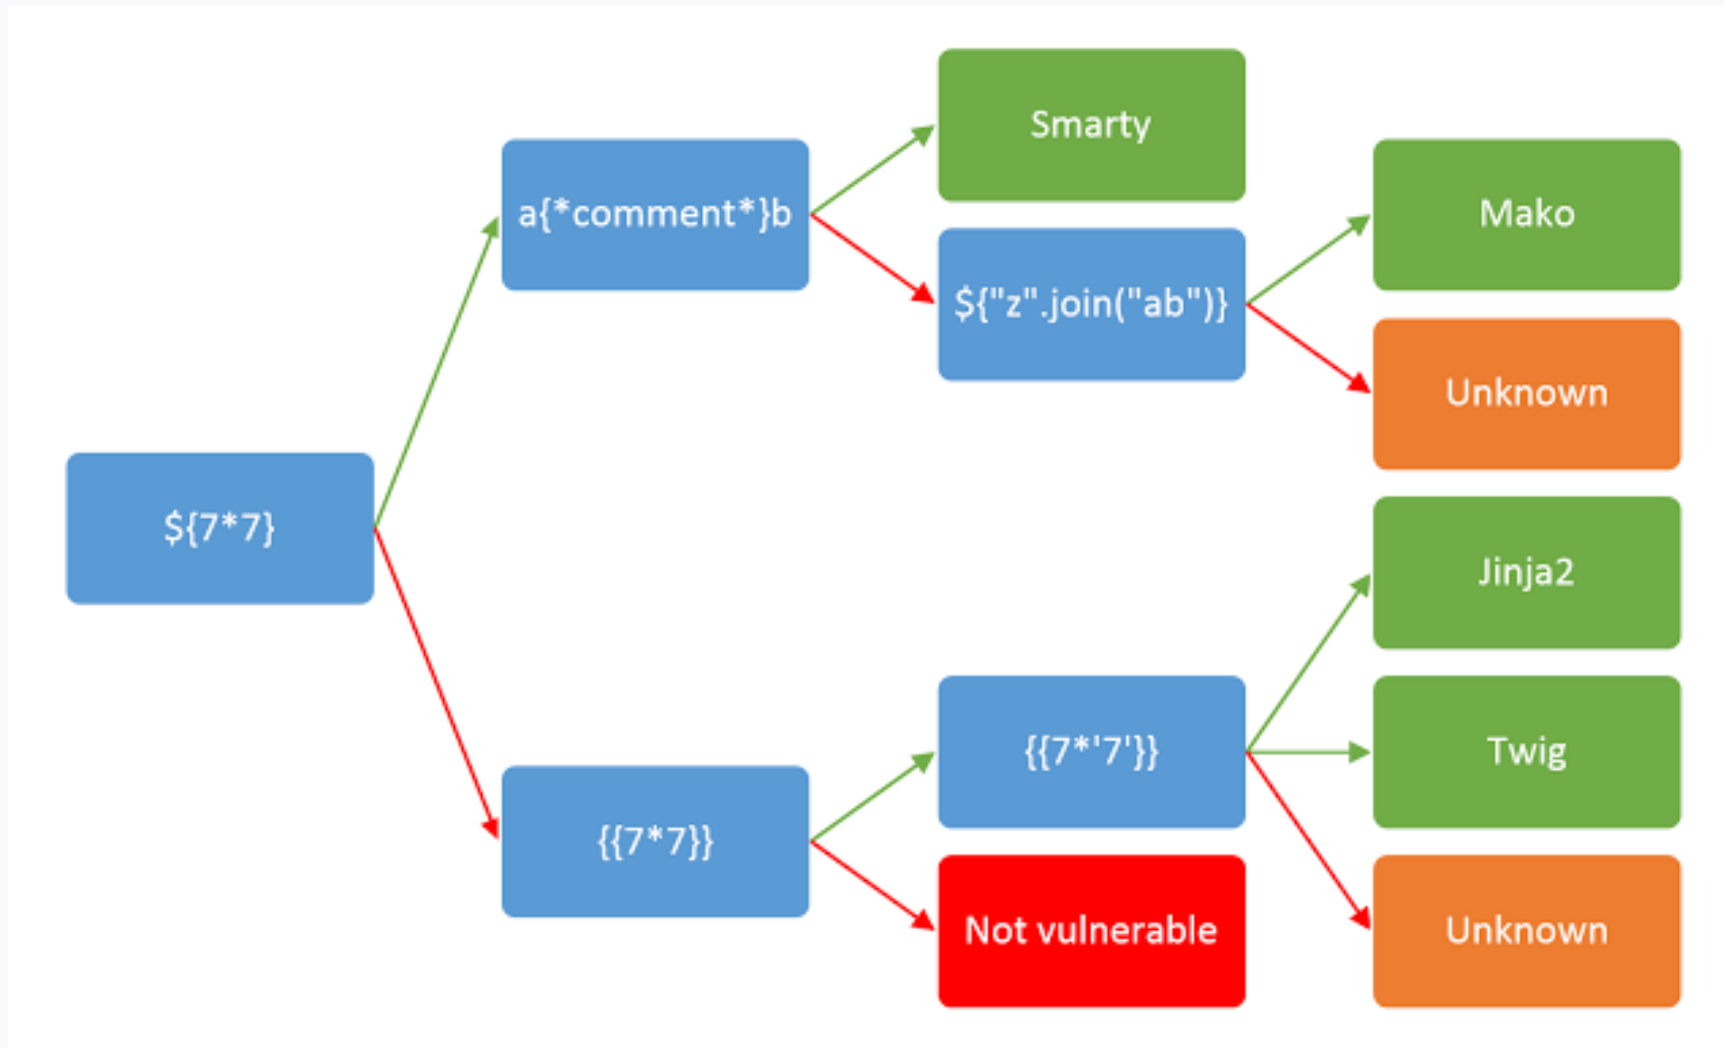 Smarty
a{*comment*}b
Mako
${"z".join("ab")}
Unknown
${7*7}
Jinja2
{{7*'7'}}
Twig
{{7*7}}
Not vulnerable
Unknown